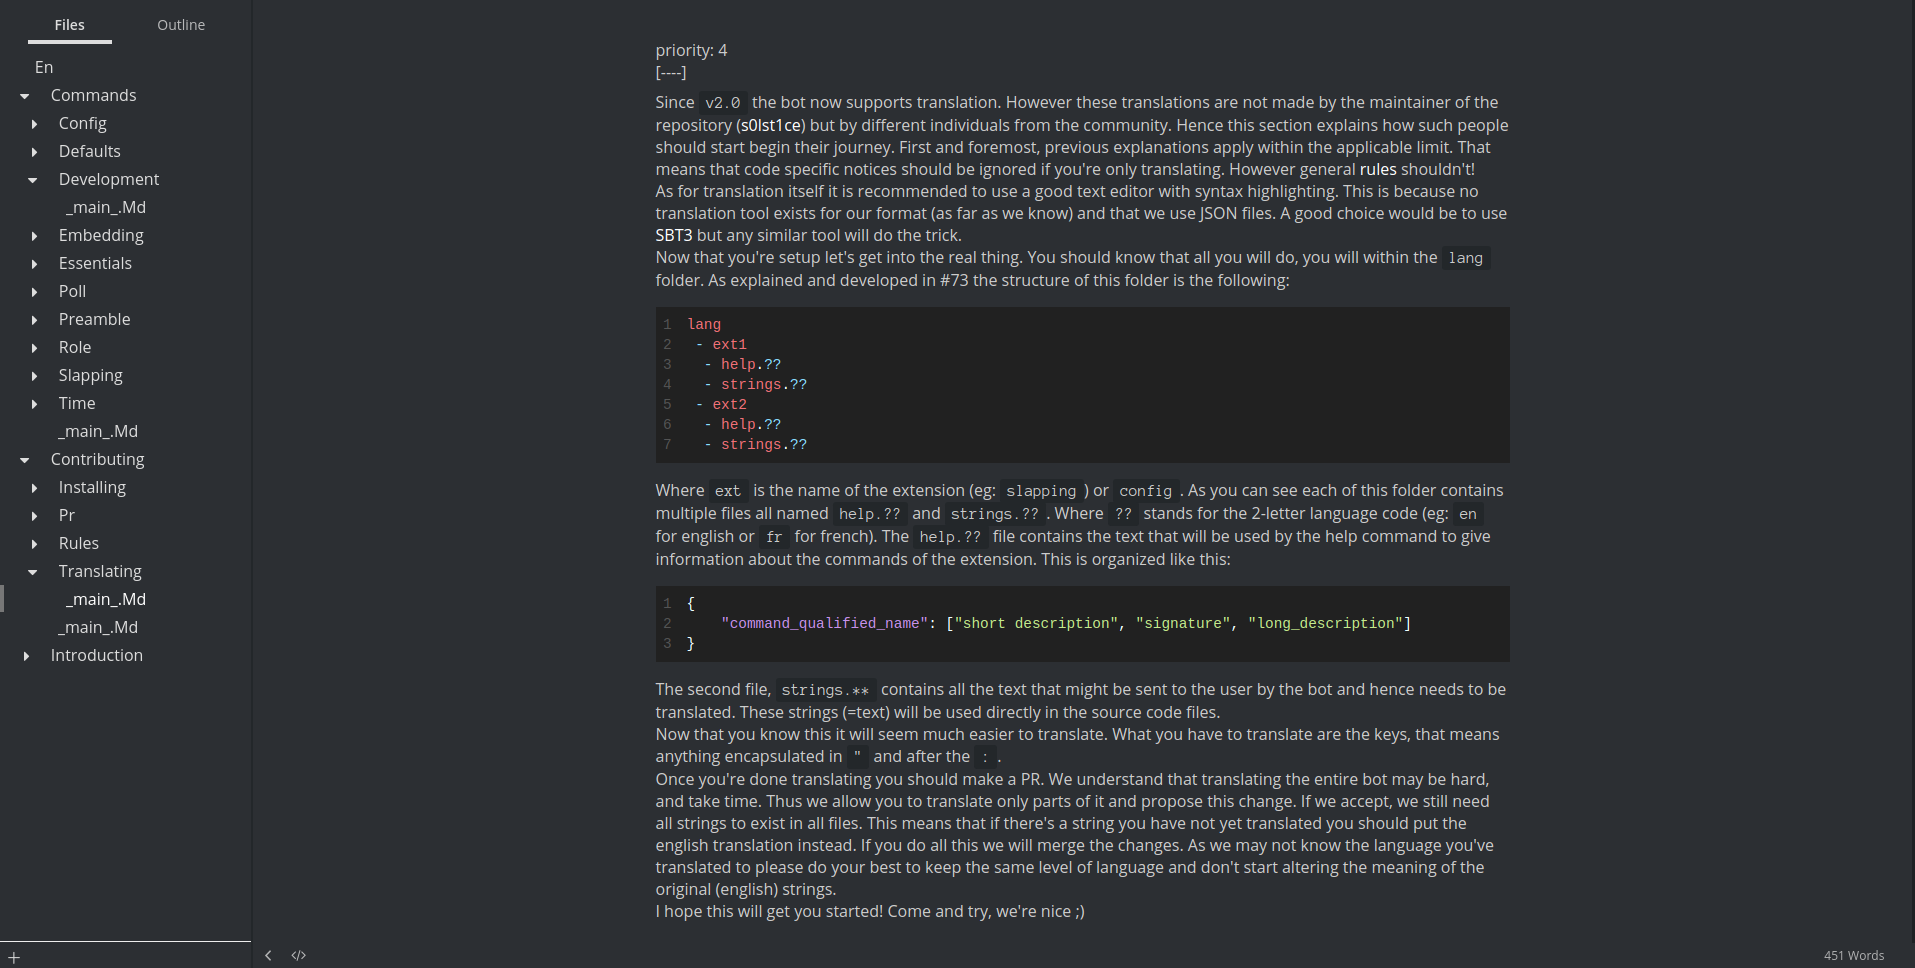 Files
Outline
En
Commands
Config
Defaults
Development
_main_.Md
Embedding
Essentials
Poll
Preamble
Role
Slapping
Time
_main_.Md
Contributing
Installing
Pr
Rules
Translating
_main_.Md
_main_.Md
Introduction
priority: 4
[----]
Since v2.0 the bot now supports translation. However these translations are not made by the maintainer of the
repository (s0lst1ce) but by different individuals from the community. Hence this section explains how such people
should start begin their journey. First and foremost, previous explanations apply within the applicable limit. That
means that code specific notices should be ignored if you're only translating. However general rules shouldn't!
As for translation itself it is recommended to use a good text editor with syntax highlighting. This is because no
translation tool exists for our format (as far as we know) and that we use JSON files. A good choice would be to use
SBT3 but any similar tool will do the trick.
Now that you're setup let's get into the real thing. You should know that all you will do, you will within the lang
folder. As explained and developed in #73 the structure of this folder is the following:
1 lang
2 - ext1
3 - help.??
4 - strings.??
5 - ext2
6 - help.??
7 - strings.??
Where ext is the name of the extension (eg: slapping ) or config . As you can see each of this folder contains
multiple files all named help.?? and strings.?? . Where ?? stands for the 2-letter language code (eg: en
for english or fr for french). The help.?? file contains the text that will be used by the help command to give
information about the commands of the extension. This is organized like this:
1 {
2 "command_qualified_name": ["short description", "signature", "long_description"]
3 }
The second file, strings.** contains all the text that might be sent to the user by the bot and hence needs to be
translated. These strings (=text) will be used directly in the source code files.
Now that you know this it will seem much easier to translate. What you have to translate are the keys, that means
anything encapsulated in " and after the : .
Once you're done translating you should make a PR. We understand that translating the entire bot may be hard,
and take time. Thus we allow you to translate only parts of it and propose this change. If we accept, we still need
all strings to exist in all files. This means that if there's a string you have not yet translated you should put the
english translation instead. If you do all this we will merge the changes. As we may not know the language you've
translated to please do your best to keep the same level of language and don't start altering the meaning of the
original (english) strings.
I hope this will get you started! Come and try, we're nice ;)
+
< </>
451 Words